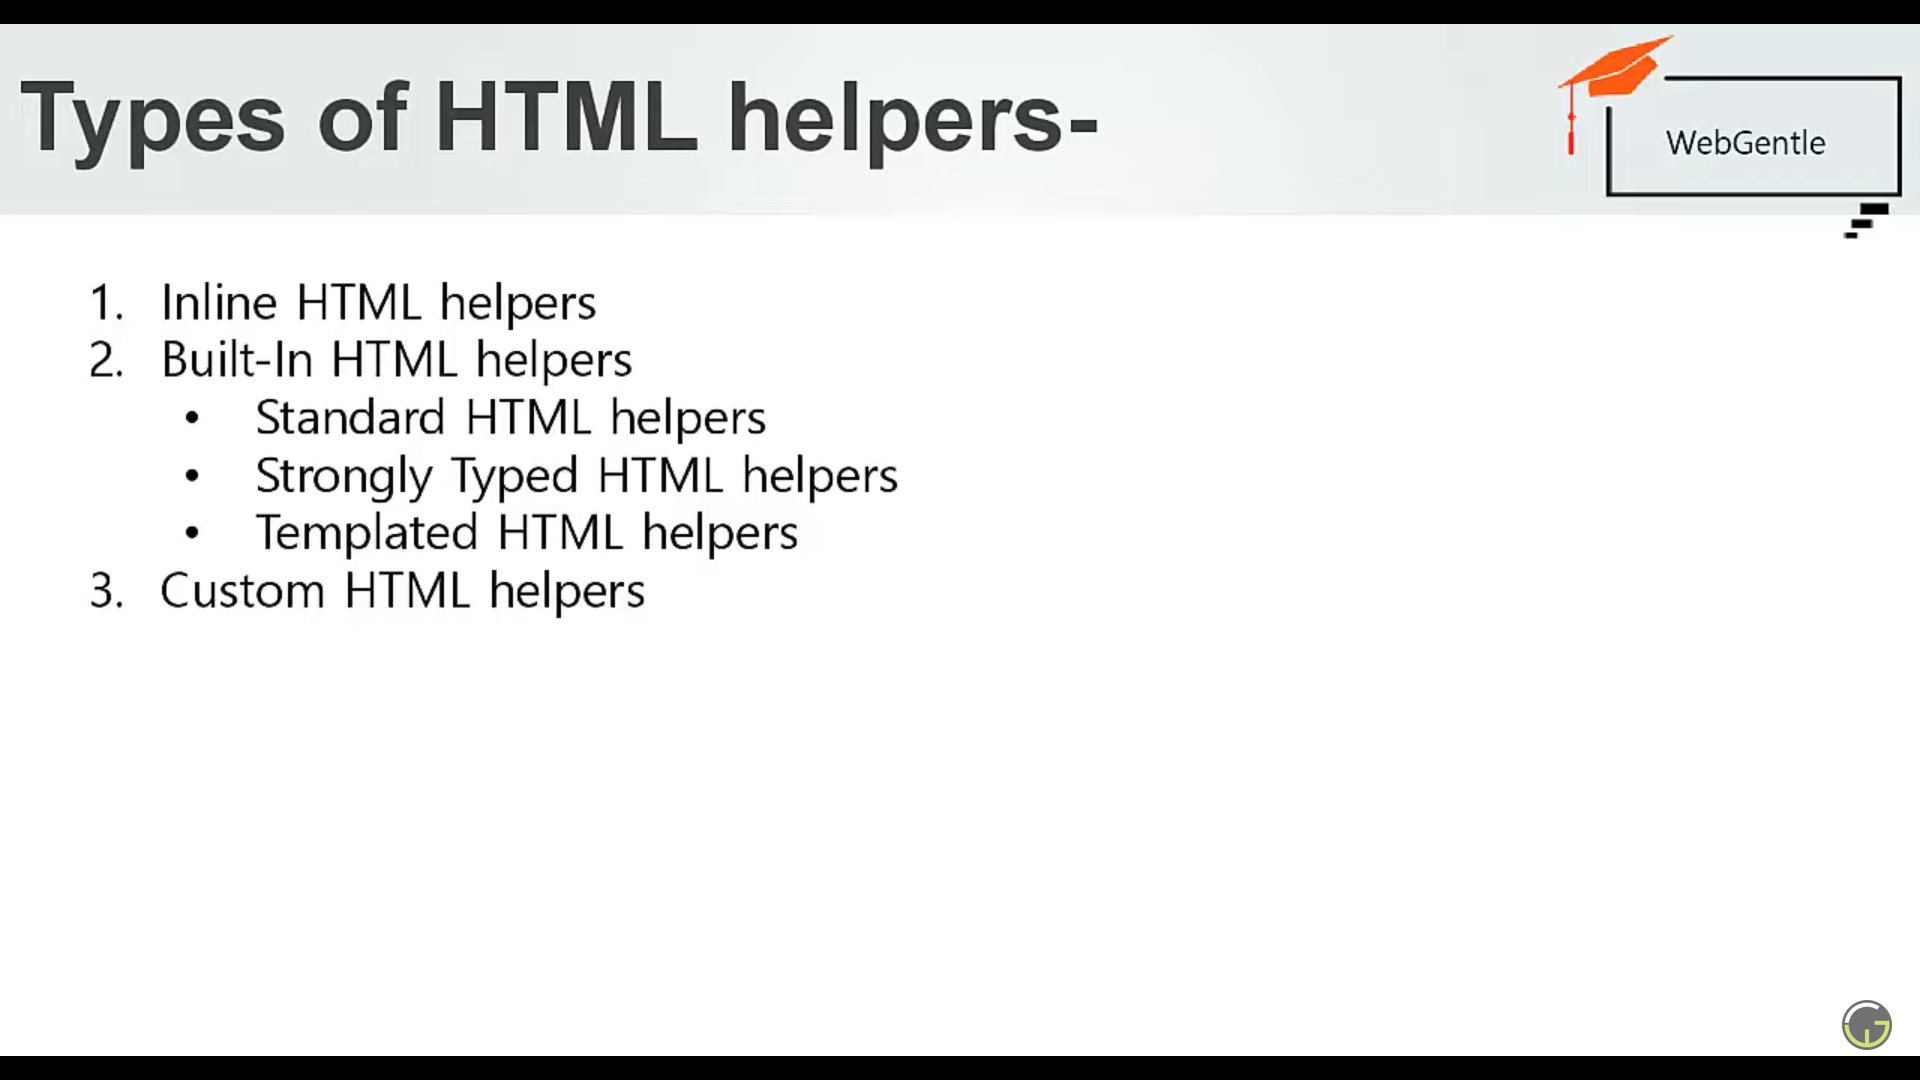 Types of HTML helpers-
WebGentle
1. Inline HTML helpers
2. Built-In HTML helpers
• Standard HTML helpers
• Strongly Typed HTML helpers
• Templated HTML helpers
3. Custom HTML helpers